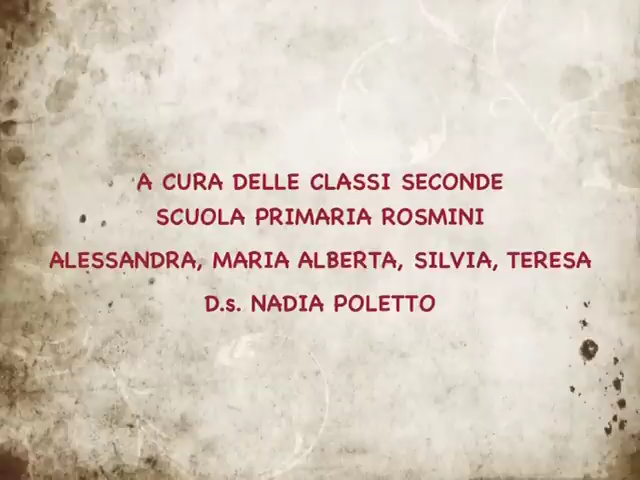 A CURA DELLE CLASSI SECONDE
SCUOLA PRIMARIA ROSMINI
ALESSANDRA, MARIA ALBERTA, SILVIA, TERESA
D.s. NADIA POLETTO